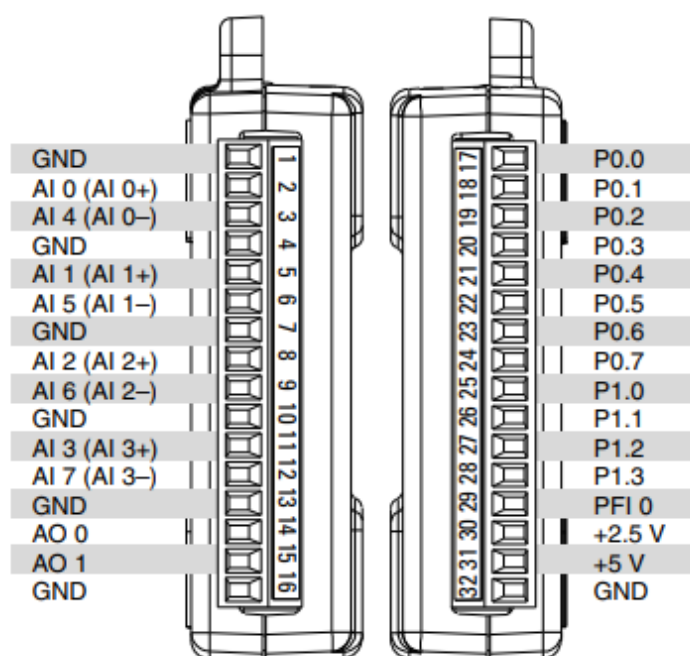 GND 1
AI 0 (AI 0+) 2
AI 4 (AI 0–) 3
GND 4
AI 1 (AI 1+) 5
AI 5 (AI 1–) 6
GND 7
AI 2 (AI 2+) 8
AI 6 (AI 2–) 9
GND 10
AI 3 (AI 3+) 11
AI 7 (AI 3–) 12
GND 13
AO 0 14
AO 1 15
GND 16
17 P0.0
18 P0.1
19 P0.2
20 P0.3
21 P0.4
22 P0.5
23 P0.6
24 P0.7
25 P1.0
26 P1.1
27 P1.2
28 P1.3
29 PFI 0
30 +2.5 V
31 +5 V
32 GND